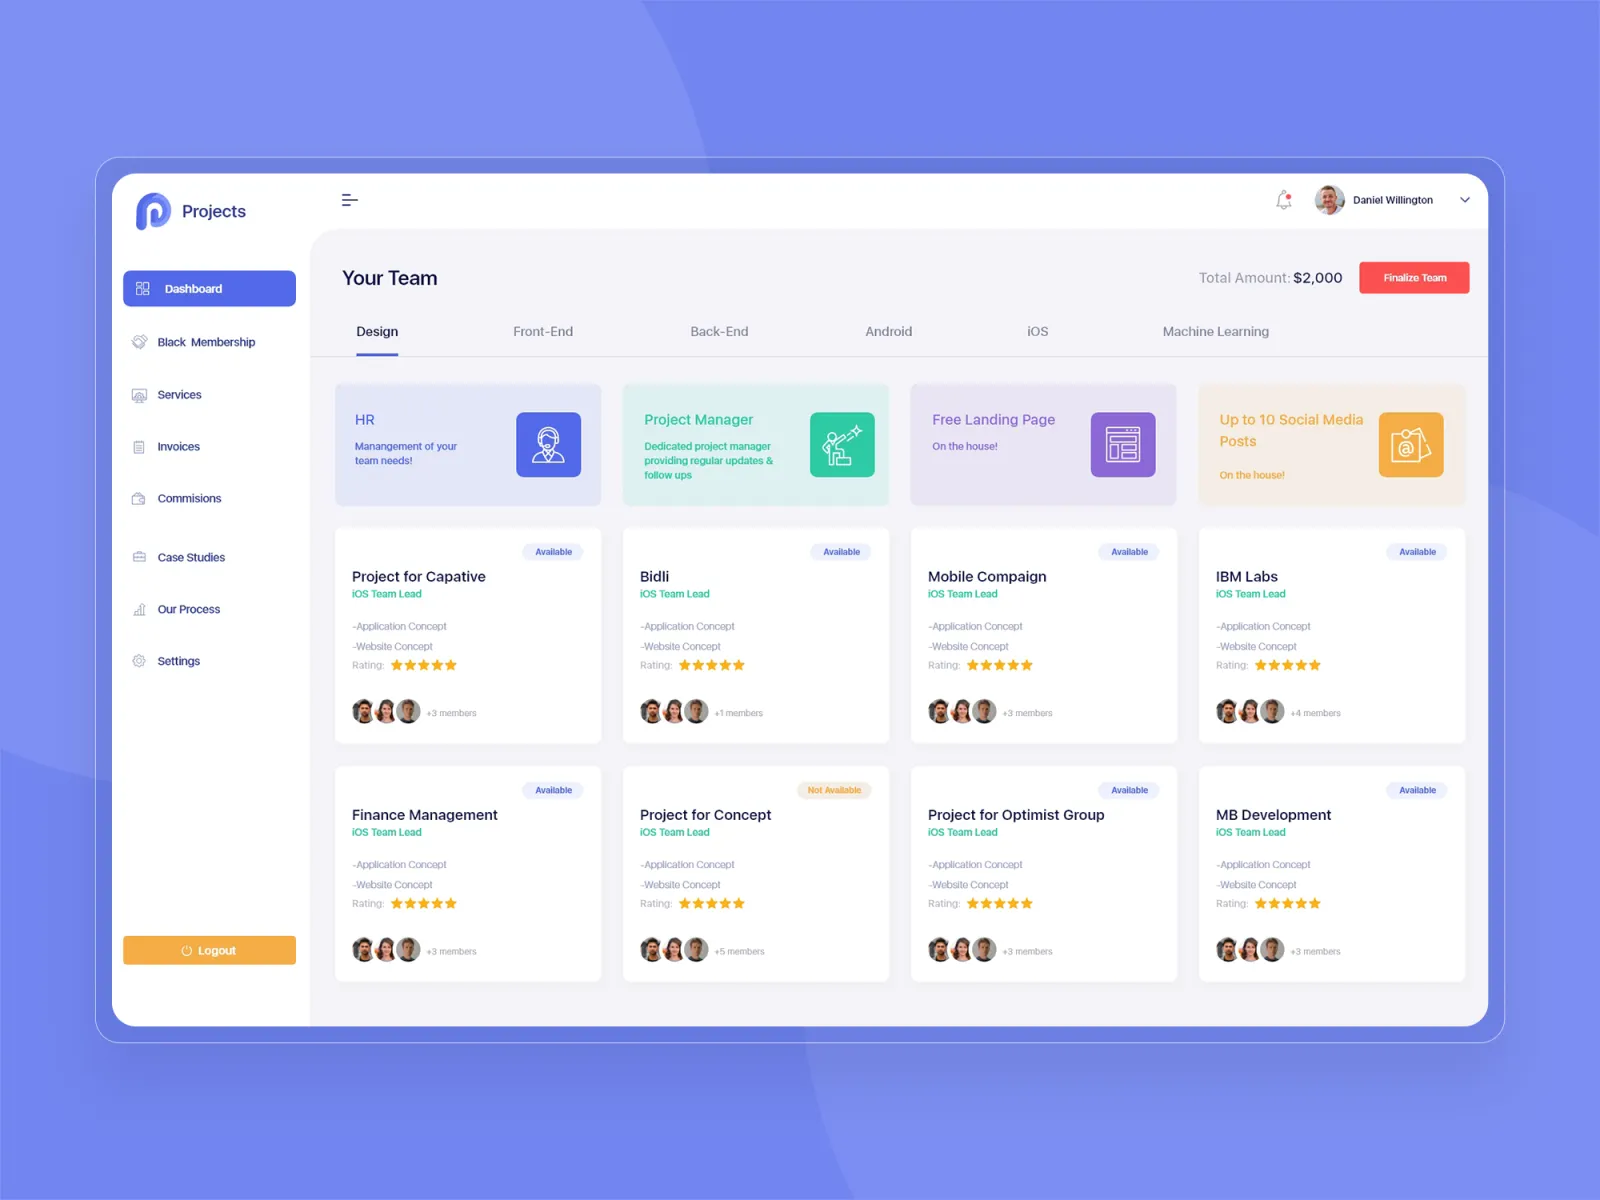 Projects
Daniel Willington
Dashboard
Black Membership
Services
Invoices
Commisions
Case Studies
Our Process
Settings
Logout
Your Team
Total Amount: $2,000
Finalize Team
Design
Front-End
Back-End
Android
iOS
Machine Learning
HR
Manangement of your
team needs!
Project Manager
Dedicated project manager
providing regular updates &
follow ups
Free Landing Page
On the house!
Up to 10 Social Media
Posts
On the house!
Available
Project for Capative
iOS Team Lead
-Application Concept
-Website Concept
Rating:
+3 members
Available
Bidli
iOS Team Lead
-Application Concept
-Website Concept
Rating:
+1 members
Available
Mobile Compaign
iOS Team Lead
-Application Concept
-Website Concept
Rating:
+3 members
Available
IBM Labs
iOS Team Lead
-Application Concept
-Website Concept
Rating:
+4 members
Available
Finance Management
iOS Team Lead
-Application Concept
-Website Concept
Rating:
+3 members
Not Available
Project for Concept
iOS Team Lead
-Application Concept
-Website Concept
Rating:
+5 members
Available
Project for Optimist Group
iOS Team Lead
-Application Concept
-Website Concept
Rating:
+3 members
Available
MB Development
iOS Team Lead
-Application Concept
-Website Concept
Rating:
+3 members